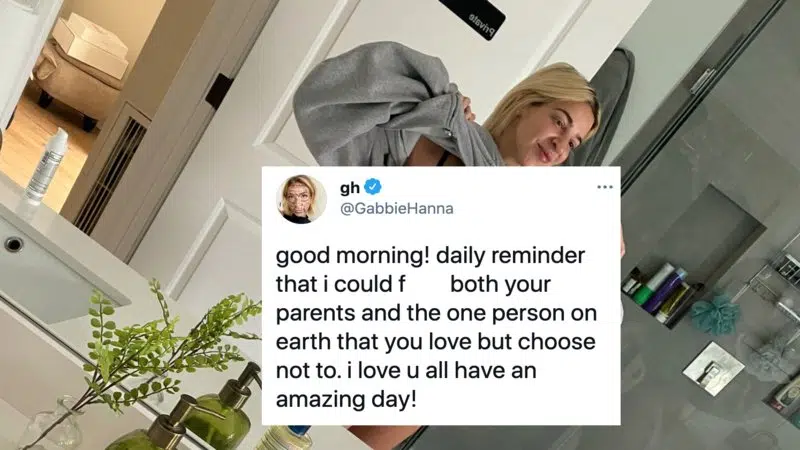 Private
gh
@GabbieHanna
good morning! daily reminder
that i could f both your
parents and the one person on
earth that you love but choose
not to. i love u all have an
amazing day!